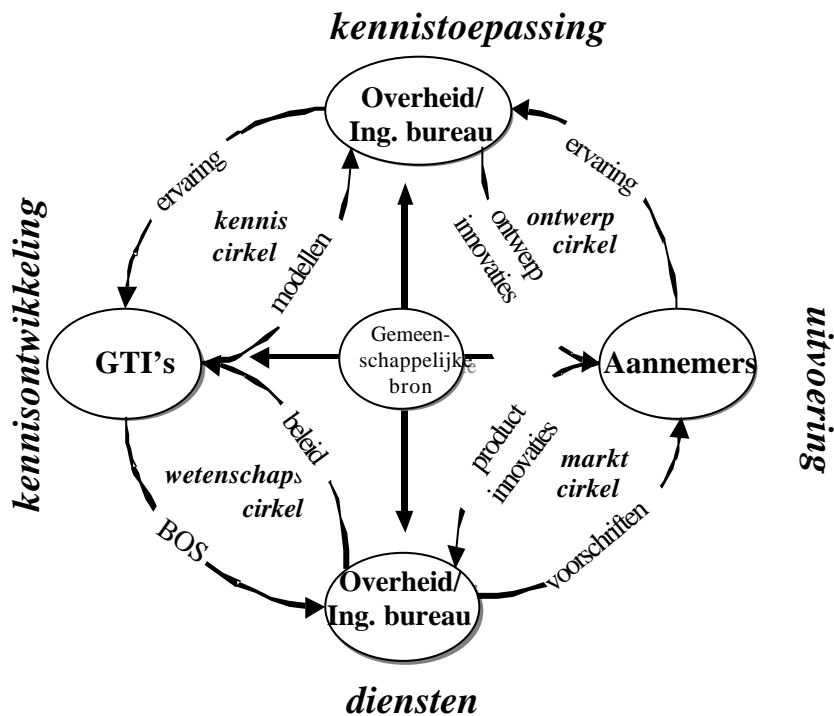 kennistoepassing
Overheid/
Ing. bureau
ervaring
ervaring
kennis
cirkel
modellen
ontwerp
innovaties
ontwerp
cirkel
kennisontwikkeling
GTI's
Gemeen-
schappelijke
bron
Aannemers
uitvoering
beleid
wetenschaps
cirkel
BOS
product
innovaties
markt
cirkel
voorschriften
Overheid/
Ing. bureau
diensten